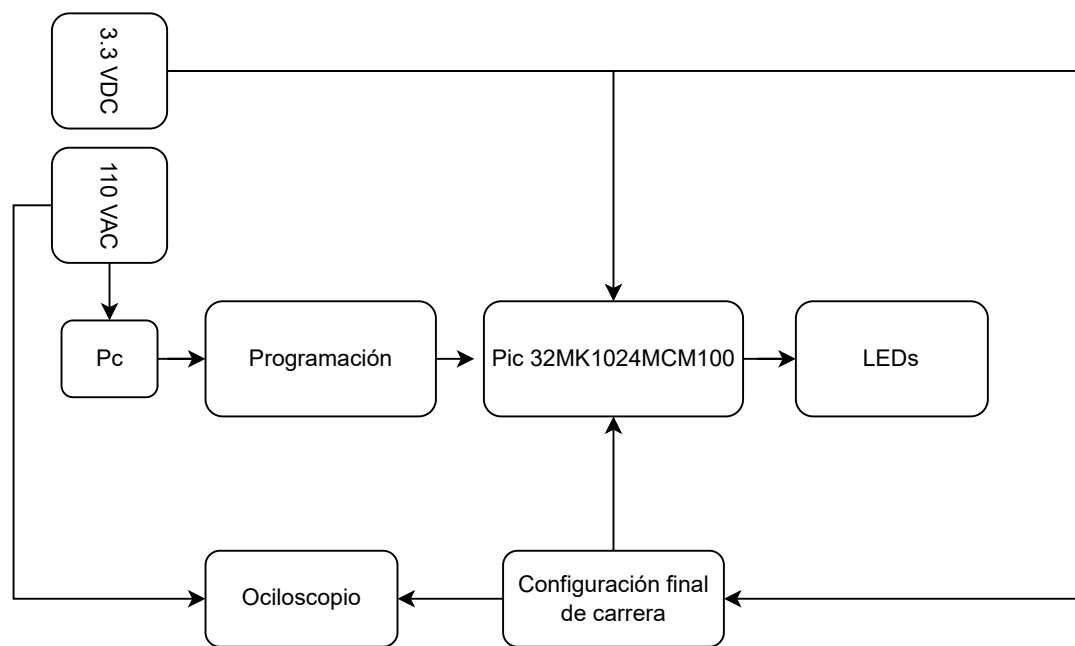 3.3 VDC
110 VAC
Pc
Programación
Pic 32MK1024MCM100
LEDs
Ociloscopio
Configuración final
de carrera